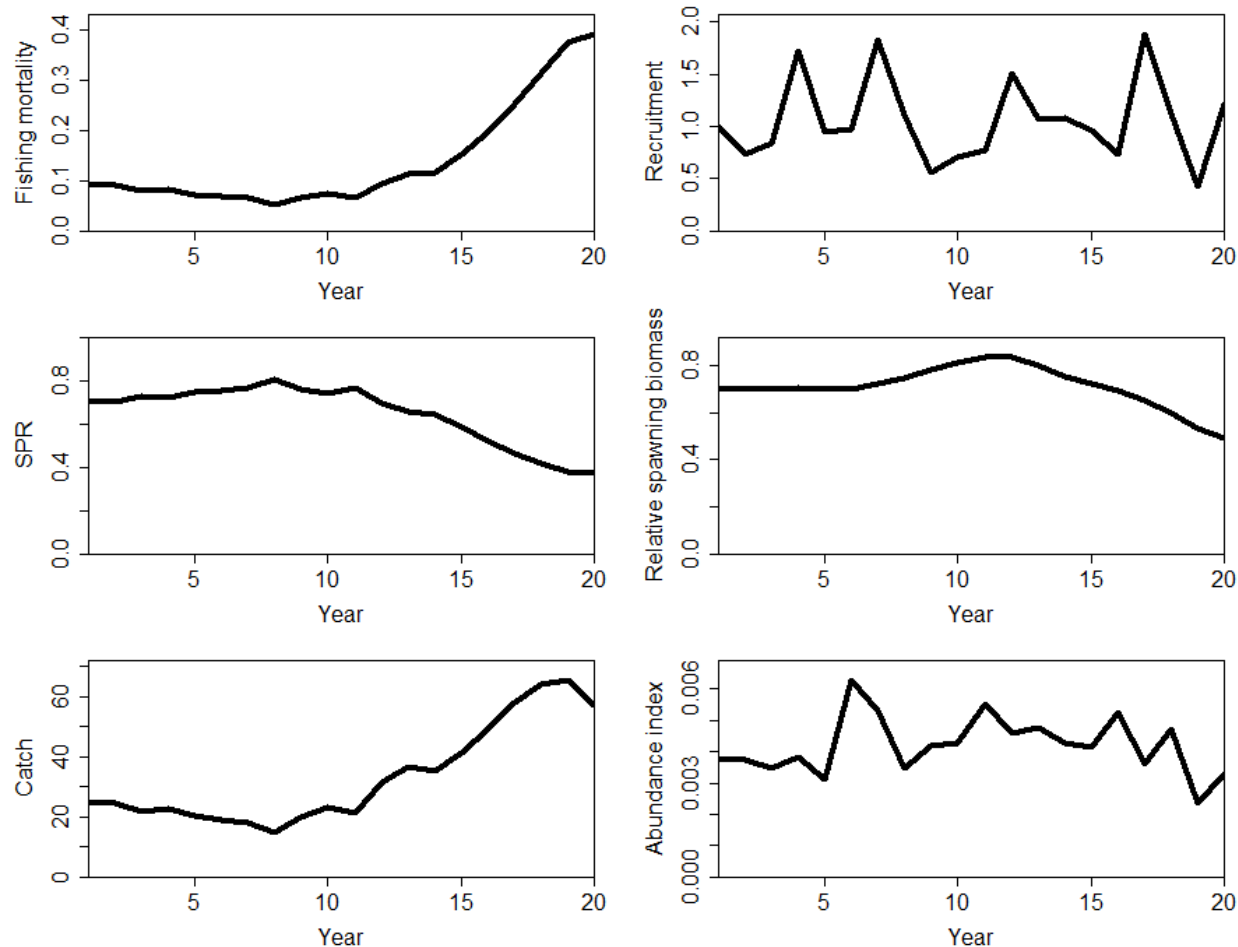 Fishing mortality
0.0 0.1 0.2 0.3 0.4
5 10 15 20
Year
Recruitment
0.0 0.5 1.0 1.5 2.0
5 10 15 20
Year
SPR
0.0 0.4 0.8
5 10 15 20
Year
Relative spawning biomass
0.0 0.4 0.8
5 10 15 20
Year
Catch
0 20 40 60
5 10 15 20
Year
Abundance index
0.000 0.003 0.006
5 10 15 20
Year